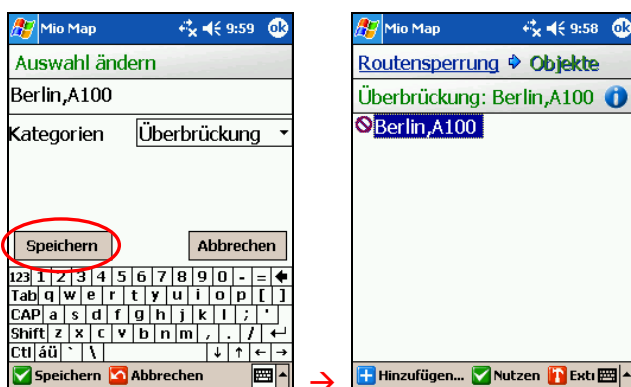 Mio Map 9:59 ok
Auswahl ändern
Berlin,A100
Kategorien Überbrückung
Speichern Abbrechen
123 1 2 3 4 5 6 7 8 9 0 - =
Tab q w e r t y u i o p [ ]
CAP a s d f g h j k l ; '
Shift z x c v b n m , . /
Ctl áü ` \
Speichern Abbrechen
→
Mio Map 9:58 ok
Routensperrung Objekte
Überbrückung: Berlin,A100
Berlin,A100
Hinzufügen... Nutzen Extr